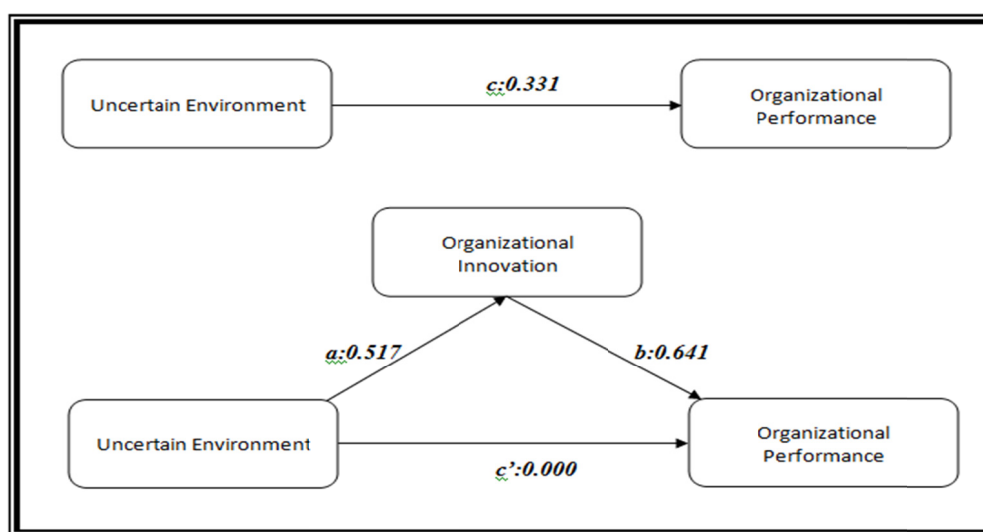 Uncertain Environment
c:0.331
Organizational
Performance
Organizational
Innovation
a:0.517
b:0.641
Uncertain Environment
c’:0.000
Organizational
Performance